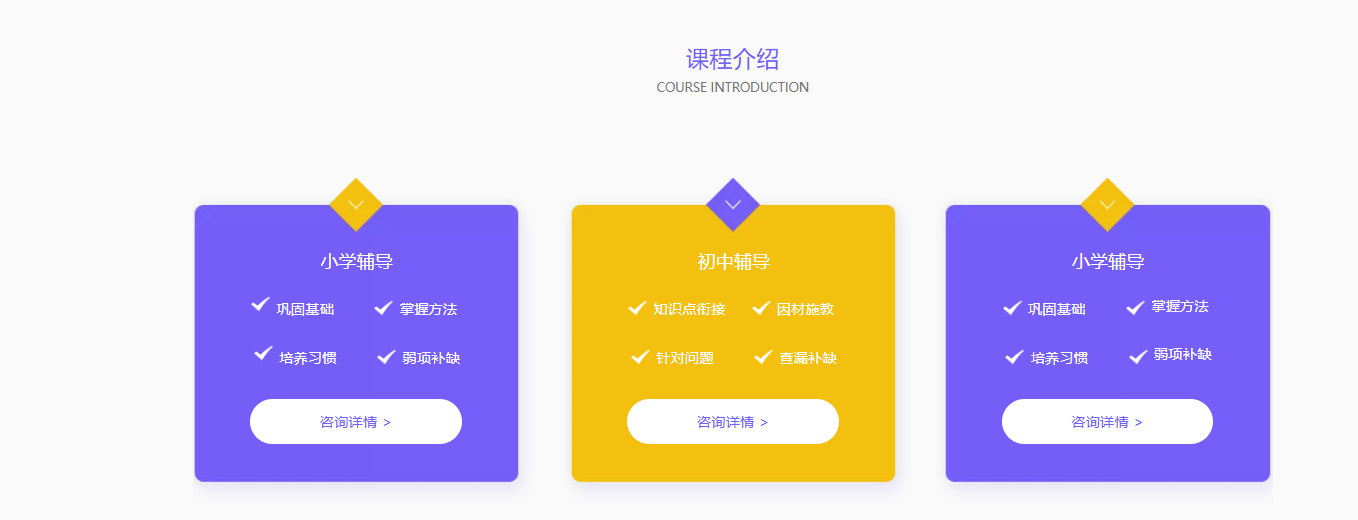 课程介绍
COURSE INTRODUCTION
小学辅导
巩固基础 掌握方法
培养习惯 弱项补缺
咨询详情 >
初中辅导
知识点衔接 因材施教
针对问题 查漏补缺
咨询详情 >
小学辅导
巩固基础 掌握方法
培养习惯 弱项补缺
咨询详情 >